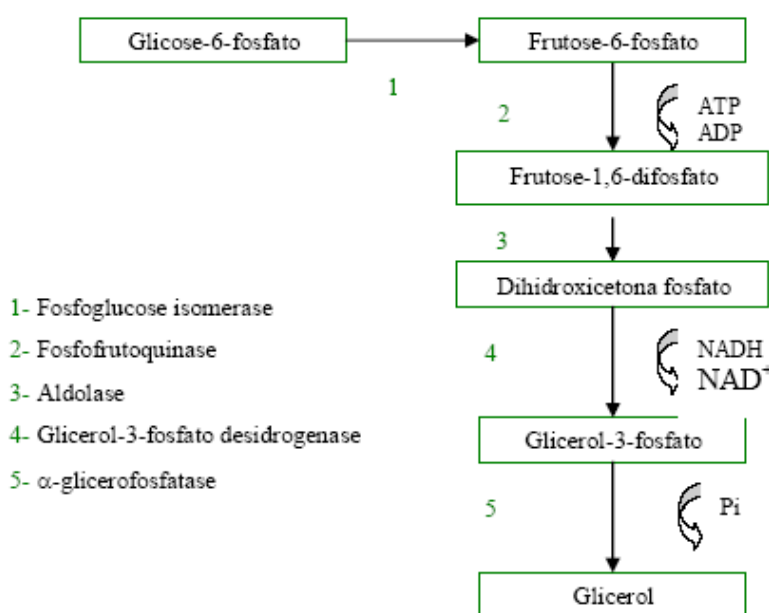 Glicose-6-fosfato
Frutose-6-fosfato
1
2
ATP
ADP
Frutose-1,6-difosfato
3
Dihidroxicetona fosfato
1- Fosfoglucose isomerase
2- Fosfofrutoquinase
3- Aldolase
4- Glicerol-3-fosfato desidrogenase
5- α-glicerofosfatase
4
NADH
NAD+
Glicerol-3-fosfato
5
Pi
Glicerol